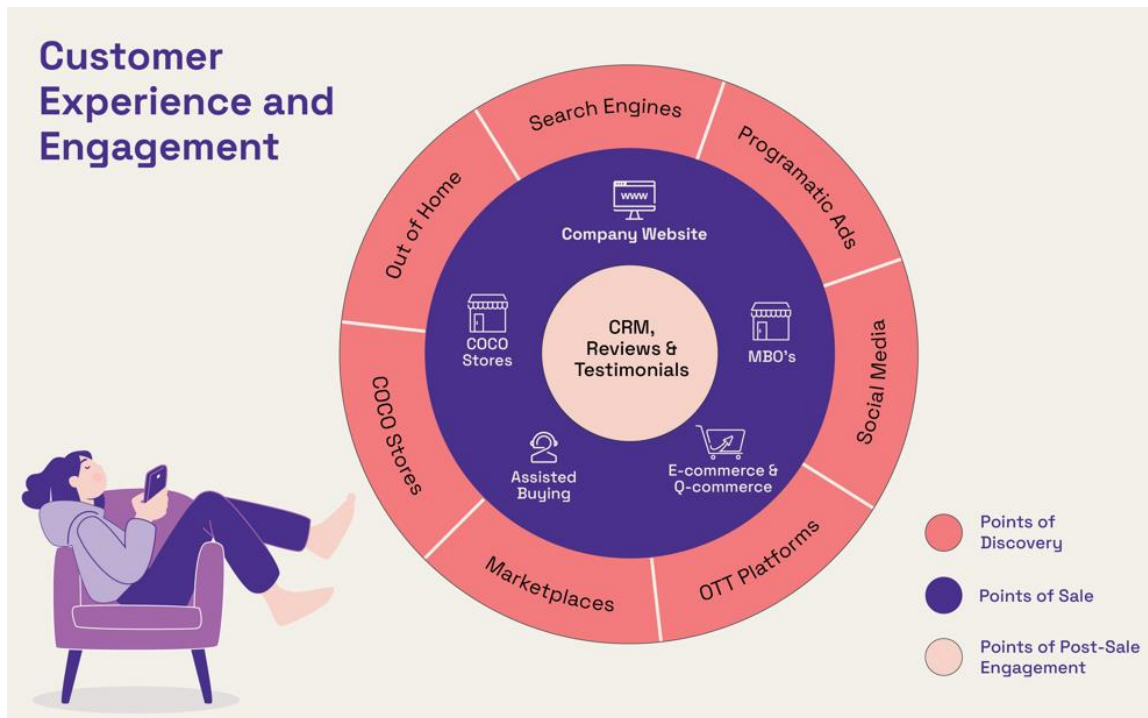 Customer
Experience and
Engagement
Search Engines
Programatic Ads
Social Media
OTT Platforms
Marketplaces
COCO Stores
Out of Home
www
Company Website
MBO's
E-commerce &
Q-commerce
Assisted
Buying
COCO
Stores
CRM,
Reviews &
Testimonials
Points of
Discovery
Points of Sale
Points of Post-Sale
Engagement